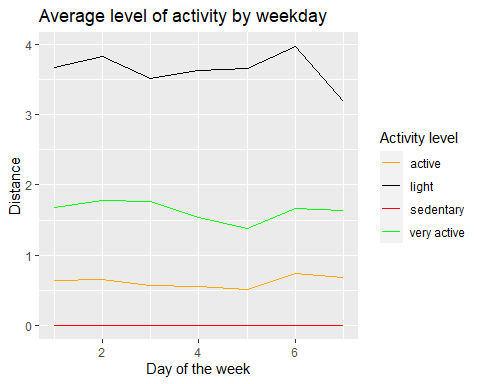 Average level of activity by weekday
4
3
2
1
0
Distance
2
4
6
Day of the week
Activity level
active
light
sedentary
very active